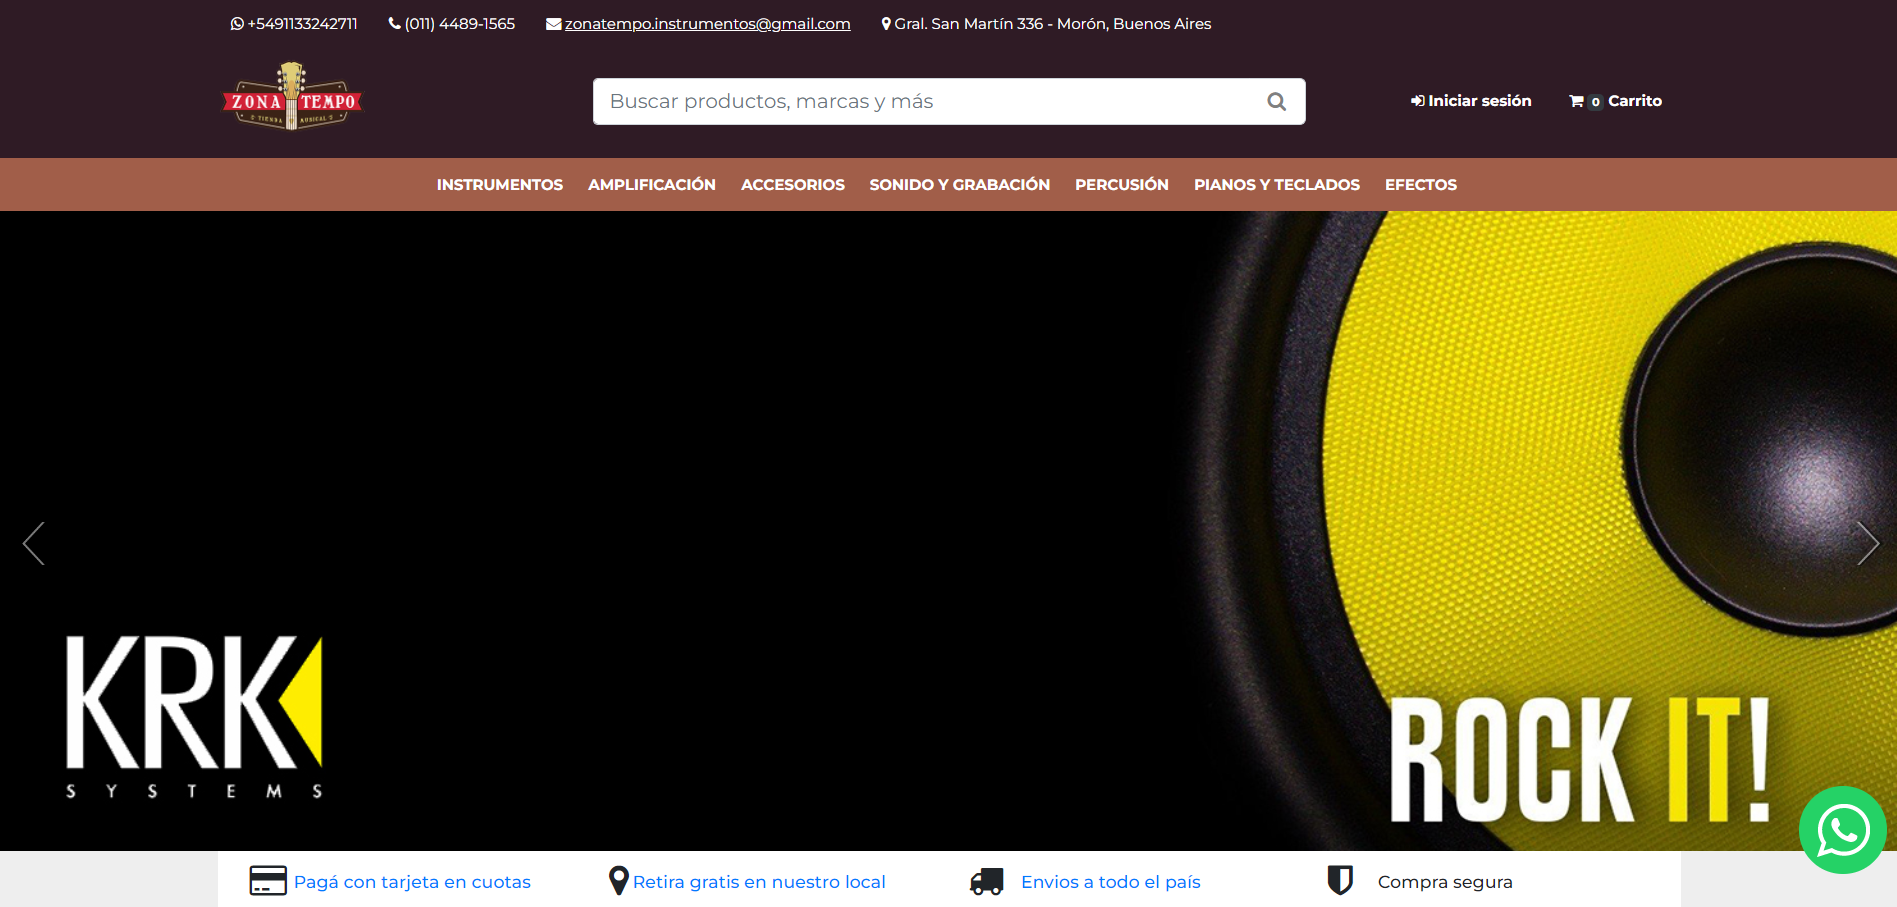 +5491133242711 (011) 4489-1565 zonatempo.instrumentos@gmail.com Gral. San Martín 336 - Morón, Buenos Aires
ZONA TEMPO
TIENDA MUSICAL
Buscar productos, marcas y más
Iniciar sesión 0 Carrito
INSTRUMENTOS AMPLIFICACIÓN ACCESORIOS SONIDO Y GRABACIÓN PERCUSIÓN PIANOS Y TECLADOS EFECTOS
KRK
SYSTEMS
ROCK IT!
Pagá con tarjeta en cuotas Retira gratis en nuestro local Envios a todo el país Compra segura